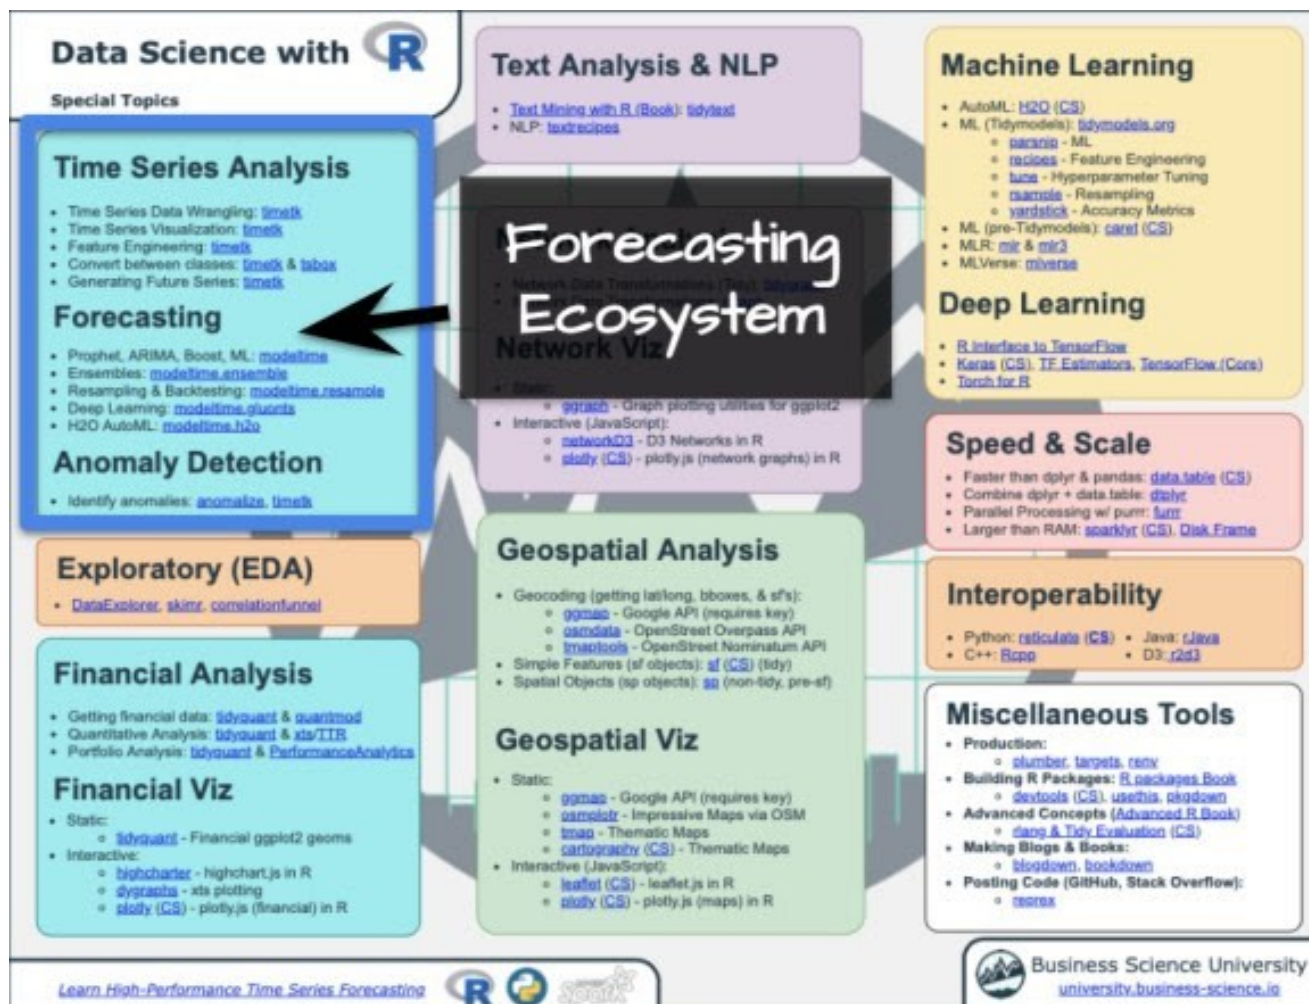 Data Science with R
Special Topics
Time Series Analysis
• Time Series Data Wrangling: timetk
• Time Series Visualization: timetk
• Feature Engineering: timetk
• Convert between classes: timetk & tsbox
• Generating Future Series: timetk
Forecasting
• Prophet, ARIMA, Boost, ML: modeltime
• Ensembles: modeltime.ensemble
• Resampling & Backtesting: modeltime.resample
• Deep Learning: modeltime.gluonts
• H2O AutoML: modeltime.h2o
Anomaly Detection
• Identify anomalies: anomalize, timetk
Exploratory (EDA)
• DataExplorer, skimr, correlationfunnel
Financial Analysis
• Getting financial data: tidyquant & quantmod
• Quantitative Analysis: tidyquant & xts/TTR
• Portfolio Analysis: tidyquant & PerformanceAnalytics
Financial Viz
• Static:
∘ tidyquant - Financial ggplot2 geoms
• Interactive:
∘ highcharter - highchart.js in R
∘ dygraphs - xts plotting
∘ plotly (CS) - plotly.js (financial) in R
Learn High-Performance Time Series Forecasting
R
Text Analysis & NLP
• Text Mining with R (Book): tidytext
• NLP: textrecipes
Forecasting
Ecosystem
• Network Data Transformations (Tidy):
Network Viz
• Static:
∘ ggraph - Graph plotting utilities for ggplot2
• Interactive (JavaScript):
∘ networkD3 - D3 Networks in R
∘ plotly (CS) - plotly.js (network graphs) in R
Geospatial Analysis
• Geocoding (getting lat/long, bboxes, & sf's):
∘ ggmap - Google API (requires key)
∘ osmdata - OpenStreet Overpass API
∘ tmaptools - OpenStreet Nominatum API
• Simple Features (sf objects): sf (CS) (tidy)
• Spatial Objects (sp objects): sp (non-tidy, pre-sf)
Geospatial Viz
• Static:
∘ ggmap - Google API (requires key)
∘ osmplotr - Impressive Maps via OSM
∘ tmap - Thematic Maps
∘ cartography (CS) - Thematic Maps
• Interactive (JavaScript):
∘ leaflet (CS) - leaflet.js in R
∘ plotly (CS) - plotly.js (maps) in R
Machine Learning
• AutoML: H2O (CS)
• ML (Tidymodels): tidymodels.org
∘ parsnip - ML
∘ recipes - Feature Engineering
∘ tune - Hyperparameter Tuning
∘ rsample - Resampling
∘ yardstick - Accuracy Metrics
• ML (pre-Tidymodels): caret (CS)
• MLR: mlr & mlr3
• MLVerse: mlverse
Deep Learning
• R Interface to TensorFlow
• Keras (CS), TF Estimators, TensorFlow (Core)
• Torch for R
Speed & Scale
• Faster than dplyr & pandas: data.table (CS)
• Combine dplyr + data.table: dtplyr
• Parallel Processing w/ purrr: furrr
• Larger than RAM: sparklyr (CS), Disk Frame
Interoperability
• Python: reticulate (CS) • Java: rJava
• C++: Rcpp • D3: r2d3
Miscellaneous Tools
• Production:
∘ plumber, targets, renv
• Building R Packages: R packages Book
∘ devtools (CS), usethis, pkgdown
• Advanced Concepts (Advanced R Book)
∘ rlang & Tidy Evaluation (CS)
• Making Blogs & Books:
∘ blogdown, bookdown
• Posting Code (GitHub, Stack Overflow):
∘ reprex
Business Science University
university.business-science.io